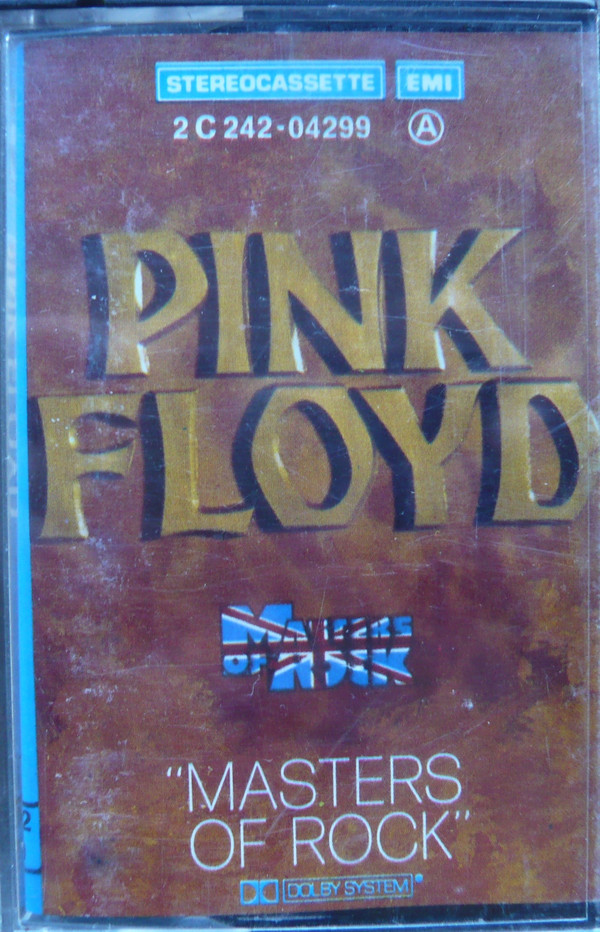 STEREOCASSETTE EMI
2 C 242-04299 A
PINK
FLOYD
MASTERS
OF ROCK
"MASTERS
OF ROCK"
DOLBY SYSTEM